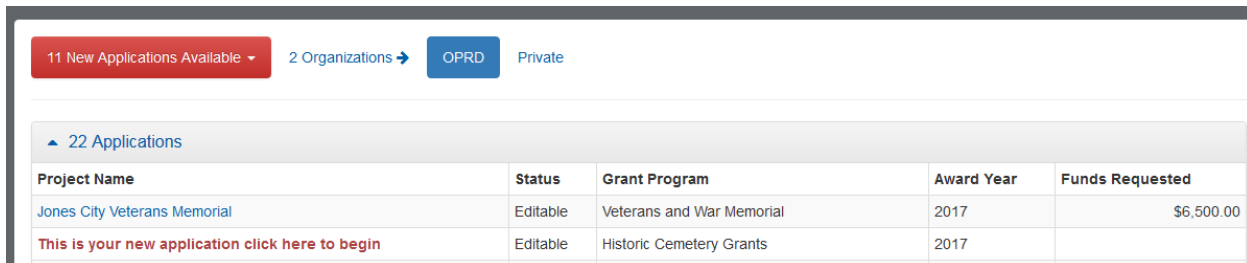 11 New Applications Available 2 Organizations → OPRD Private
22 Applications
Project Name Status Grant Program Award Year Funds Requested
Jones City Veterans Memorial Editable Veterans and War Memorial 2017 $6,500.00
This is your new application click here to begin Editable Historic Cemetery Grants 2017